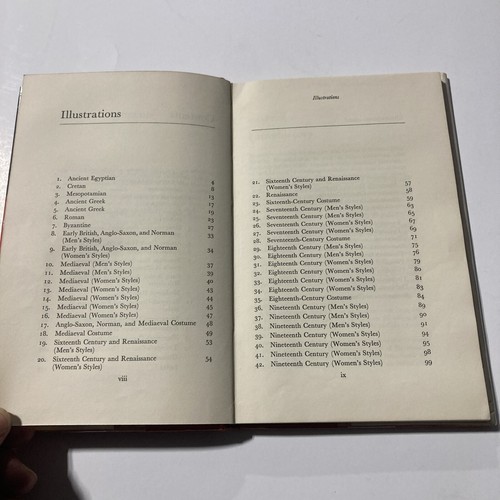 Illustrations
1. Ancient Egyptian 4
2. Cretan 6
3. Mesopotamian 13
4. Ancient Greek 17
5. Ancient Greek 19
6. Roman 23
7. Byzantine 27
8. Early British, Anglo-Saxon, and Norman 33
(Men's Styles)
9. Early British, Anglo-Saxon, and Norman 34
(Women's Styles)
10. Mediaeval (Men's Styles) 37
11. Mediaeval (Men's Styles) 39
12. Mediaeval (Women's Styles) 40
13. Mediaeval (Women's Styles) 43
14. Mediaeval (Women's Styles) 44
15. Mediaeval (Women's Styles) 45
16. Mediaeval (Women's Styles) 47
17. Anglo-Saxon, Norman, and Mediaeval Costume 48
18. Mediaeval Costume 49
19. Sixteenth Century and Renaissance 53
(Men's Styles)
20. Sixteenth Century and Renaissance 54
(Women's Styles)
viii
Illustrations
21. Sixteenth Century and Renaissance 57
(Women's Styles)
22. Renaissance 58
23. Sixteenth-Century Costume 59
24. Seventeenth Century (Men's Styles) 63
25. Seventeenth Century (Men's Styles) 65
26. Seventeenth Century (Women's Styles) 67
27. Seventeenth Century (Women's Styles) 69
28. Seventeenth-Century Costume 71
29. Eighteenth Century (Men's Styles) 75
30. Eighteenth Century (Men's Styles) 76
31. Eighteenth Century (Women's Styles) 79
32. Eighteenth Century (Women's Styles) 80
33. Eighteenth Century (Women's Styles) 81
34. Eighteenth Century (Women's Styles) 83
35. Eighteenth-Century Costume 84
36. Nineteenth Century (Men's Styles) 89
37. Nineteenth Century (Men's Styles) 90
38. Nineteenth Century (Men's Styles) 91
39. Nineteenth Century (Women's Styles) 94
40. Nineteenth Century (Women's Styles) 95
41. Nineteenth Century (Women's Styles) 98
42. Nineteenth Century (Women's Styles) 99
ix